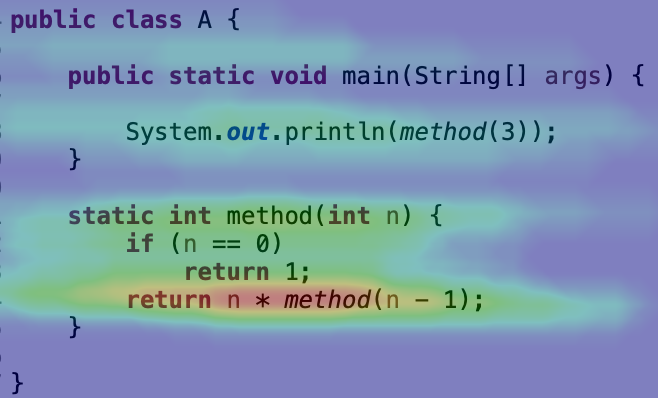 public class A {
public static void main(String[] args) {
System.out.println(method(3));
}
static int method(int n) {
if (n == 0)
return 1;
return n * method(n - 1);
}
}